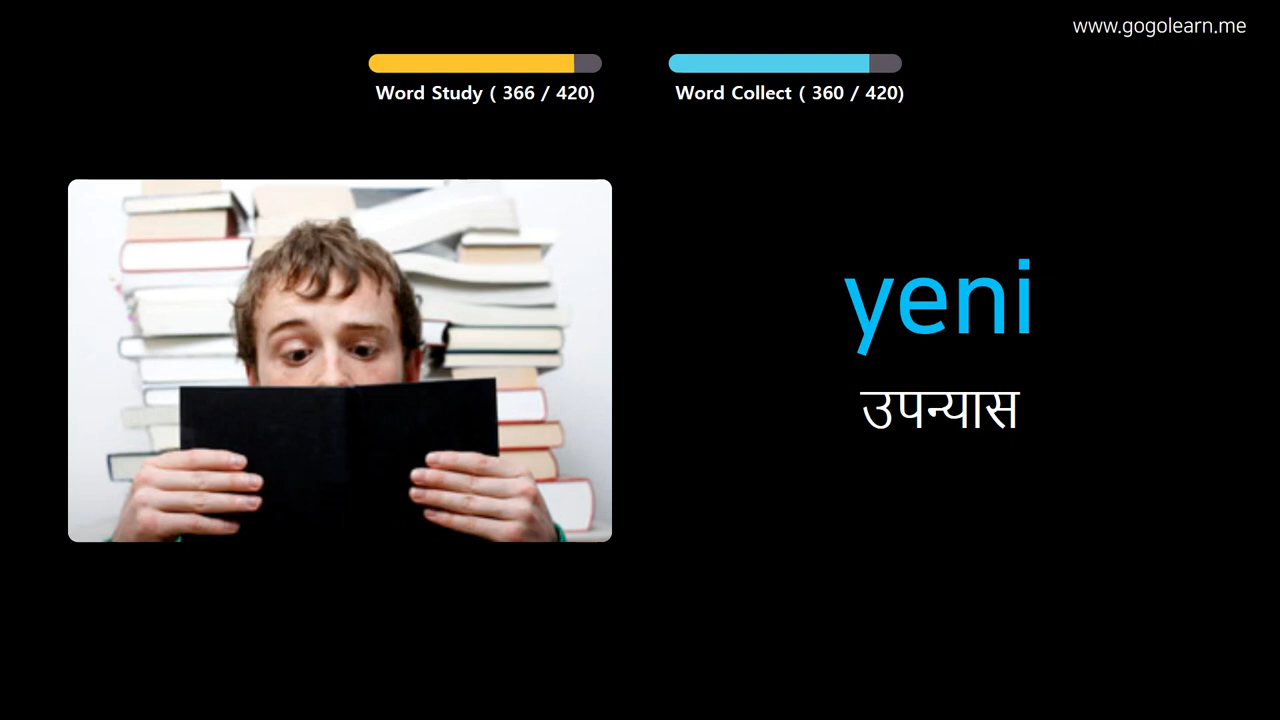 www.gogolearn.me
Word Study ( 366 / 420)
Word Collect ( 360 / 420)
yeni
उपन्यास